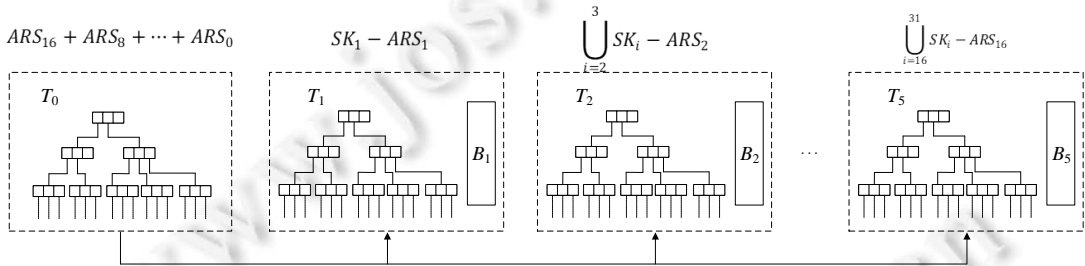 ARS₁₆ + ARS₈ + ⋯ + ARS₀
SK₁ − ARS₁
⋃_{i=2}^{3} SKᵢ − ARS₂
⋃_{i=16}^{31} SKᵢ − ARS₁₆
T₀
T₁
B₁
T₂
B₂
…
T₅
B₅